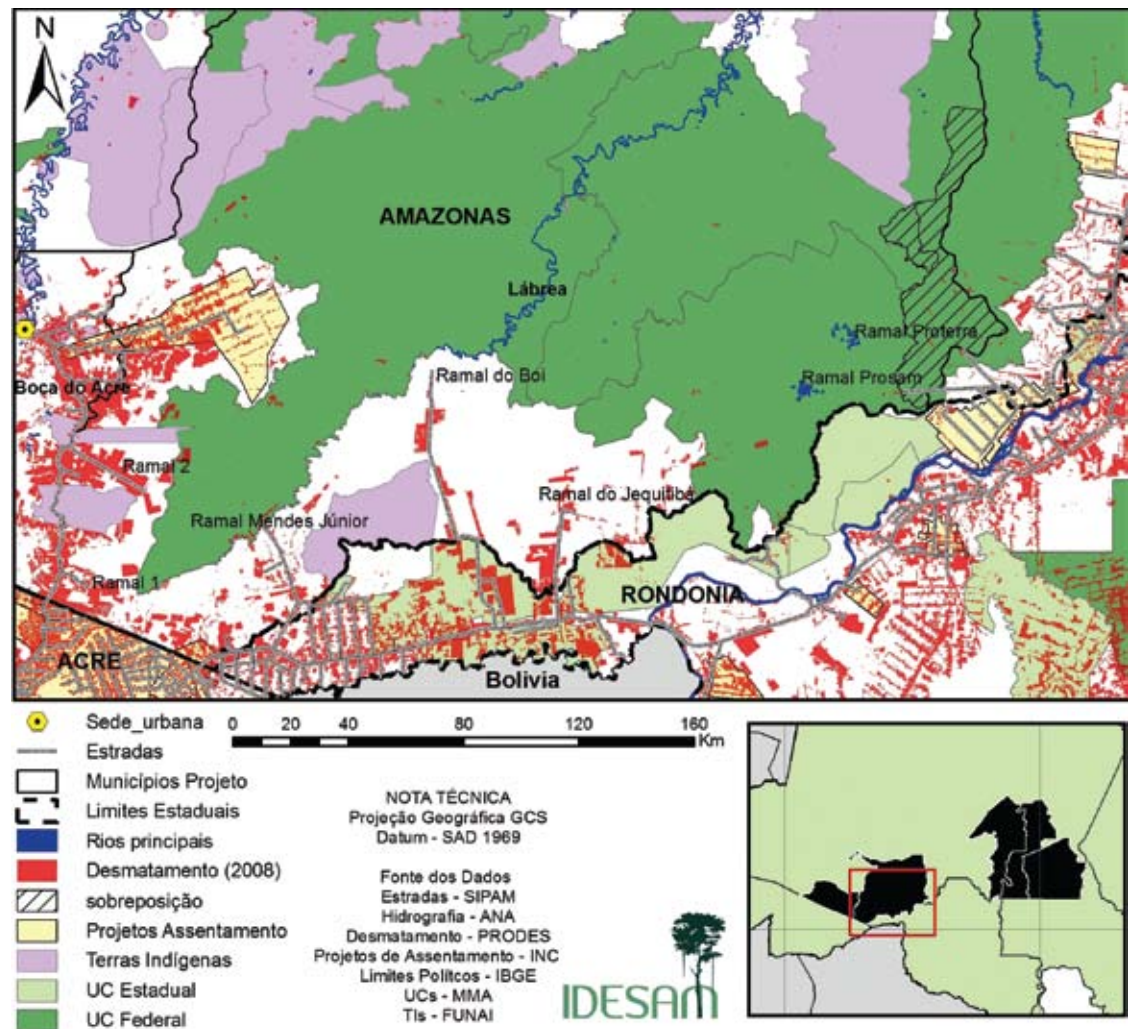 N
AMAZONAS
Lábrea
Ramal Proterra
Ramal do Boi
Ramal Prosam
Boca do Acre
Ramal 2
Ramal do Jequitiba
Ramal Mendes Júnior
Ramal 1
RONDONIA
ACRE
Bolivia
Sede_urbana
Estradas
Municípios Projeto
Limites Estaduais
Rios principais
Desmatamento (2008)
sobreposição
Projetos Assentamento
Terras Indígenas
UC Estadual
UC Federal
0 20 40 80 120 160
Km
NOTA TÉCNICA
Projeção Geográfica GCS
Datum - SAD 1969
Fonte dos Dados
Estradas - SIPAM
Hidrografia - ANA
Desmatamento - PRODES
Projetos de Assentamento - INC
Limites Polítcos - IBGE
UCs - MMA
TIs - FUNAI
IDESAM